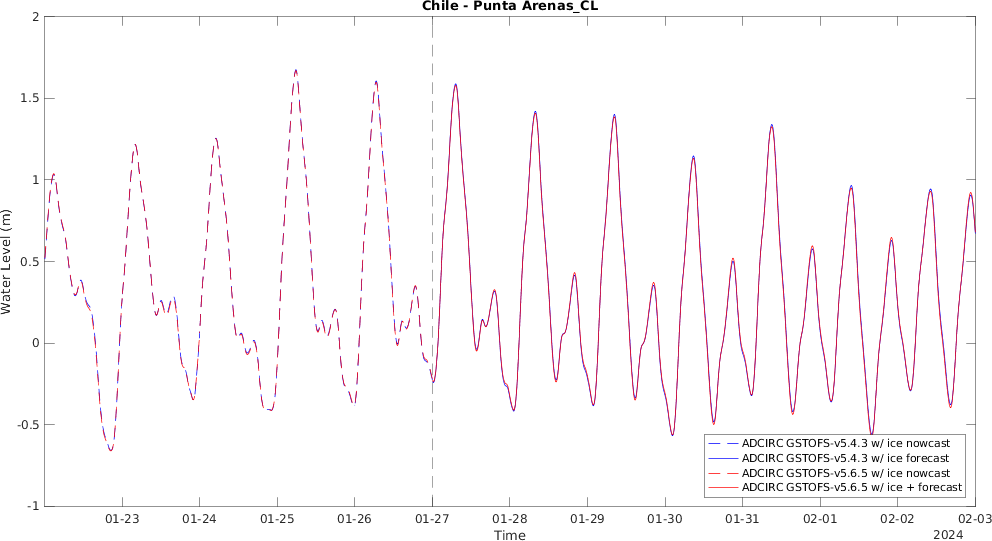 Chile - Punta Arenas_CL
Water Level (m)
2
1.5
1
0.5
0
-0.5
-1
ADCIRC GSTOFS-v5.4.3 w/ ice nowcast
ADCIRC GSTOFS-v5.4.3 w/ ice forecast
ADCIRC GSTOFS-v5.6.5 w/ ice nowcast
ADCIRC GSTOFS-v5.6.5 w/ ice + forecast
01-23 01-24 01-25 01-26 01-27 01-28 01-29 01-30 01-31 02-01 02-02 02-03
Time
2024